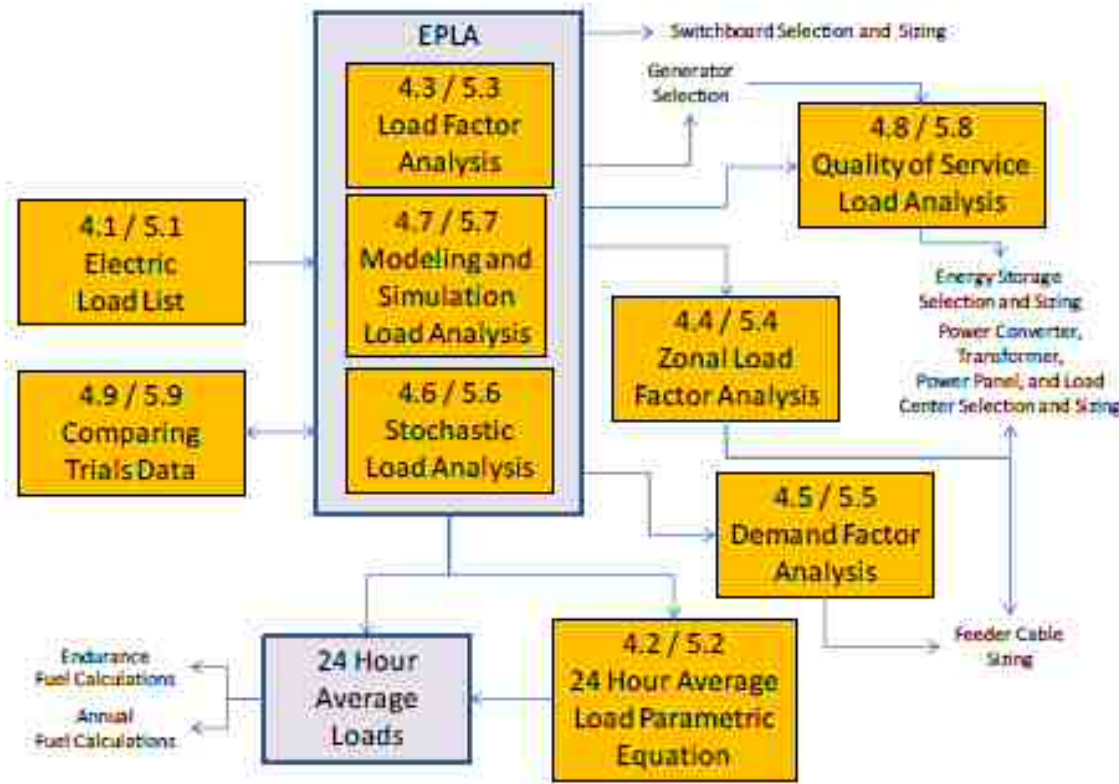 EPLA
4.3 / 5.3
Load Factor
Analysis
4.7 / 5.7
Modeling and
Simulation
Load Analysis
4.6 / 5.6
Stochastic
Load Analysis
4.1 / 5.1
Electric
Load List
4.9 / 5.9
Comparing
Trials Data
Switchboard Selection and Sizing
Generator
Selection
4.8 / 5.8
Quality of Service
Load Analysis
Energy Storage
Selection and Sizing
Power Converter,
Transformer,
Power Panel, and Load
Center Selection and Sizing
4.4 / 5.4
Zonal Load
Factor Analysis
4.5 / 5.5
Demand Factor
Analysis
Feeder Cable
Sizing
4.2 / 5.2
24 Hour Average
Load Parametric
Equation
24 Hour
Average
Loads
Endurance
Fuel Calculations
Annual
Fuel Calculations